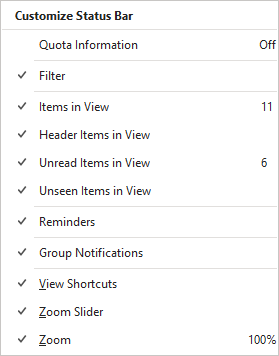 Customize Status Bar
Quota Information Off
Filter
Items in View 11
Header Items in View
Unread Items in View 6
Unseen Items in View
Reminders
Group Notifications
View Shortcuts
Zoom Slider
Zoom 100%